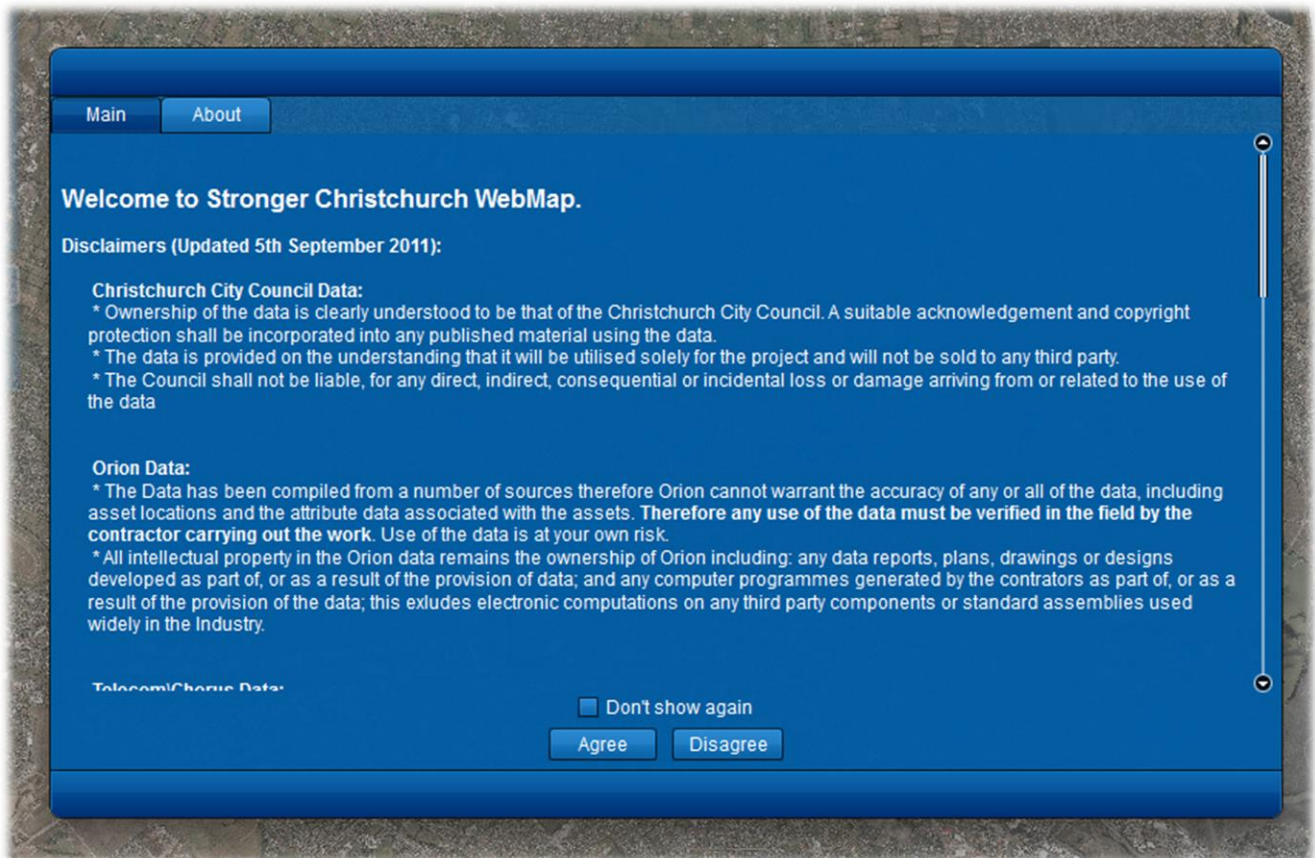 Main
About
Welcome to Stronger Christchurch WebMap.
Disclaimers (Updated 5th September 2011):
Christchurch City Council Data:
* Ownership of the data is clearly understood to be that of the Christchurch City Council. A suitable acknowledgement and copyright
protection shall be incorporated into any published material using the data.
* The data is provided on the understanding that it will be utilised solely for the project and will not be sold to any third party.
* The Council shall not be liable, for any direct, indirect, consequential or incidental loss or damage arriving from or related to the use of
the data
Orion Data:
* The Data has been compiled from a number of sources therefore Orion cannot warrant the accuracy of any or all of the data, including
asset locations and the attribute data associated with the assets. Therefore any use of the data must be verified in the field by the
contractor carrying out the work. Use of the data is at your own risk.
* All intellectual property in the Orion data remains the ownership of Orion including: any data reports, plans, drawings or designs
developed as part of, or as a result of the provision of data; and any computer programmes generated by the contrators as part of, or as a
result of the provision of the data; this exludes electronic computations on any third party components or standard assemblies used
widely in the Industry.
Telecom\Chorus Data:
Don't show again
Agree
Disagree